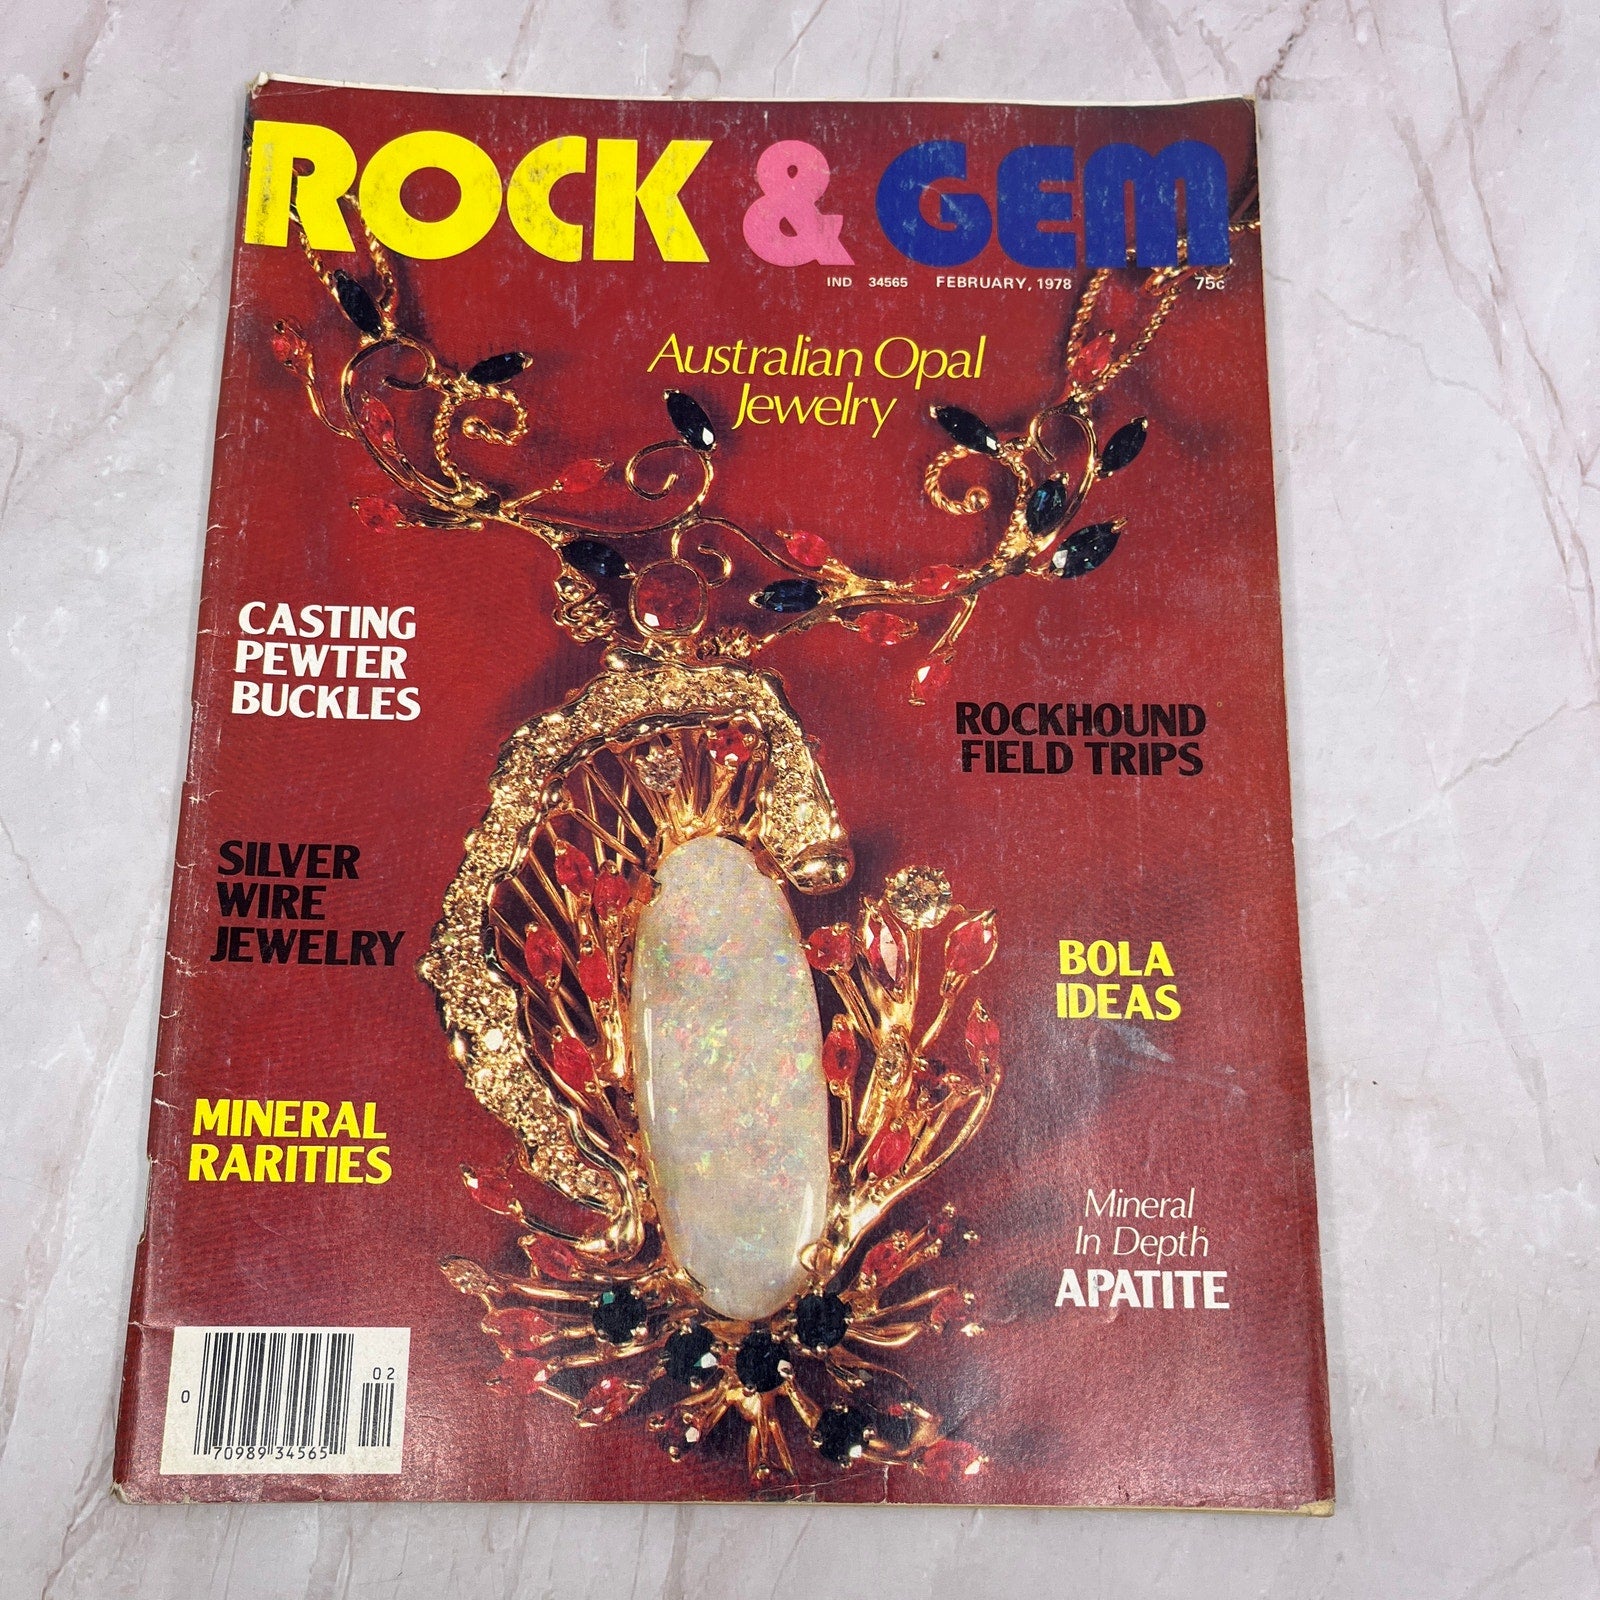 ROCK & GEM
IND 34565 FEBRUARY, 1978 75c
Australian Opal
Jewelry
CASTING
PEWTER
BUCKLES
ROCKHOUND
FIELD TRIPS
SILVER
WIRE
JEWELRY
BOLA
IDEAS
MINERAL
RARITIES
Mineral
In Depth
APATITE
02
0
70989 34565